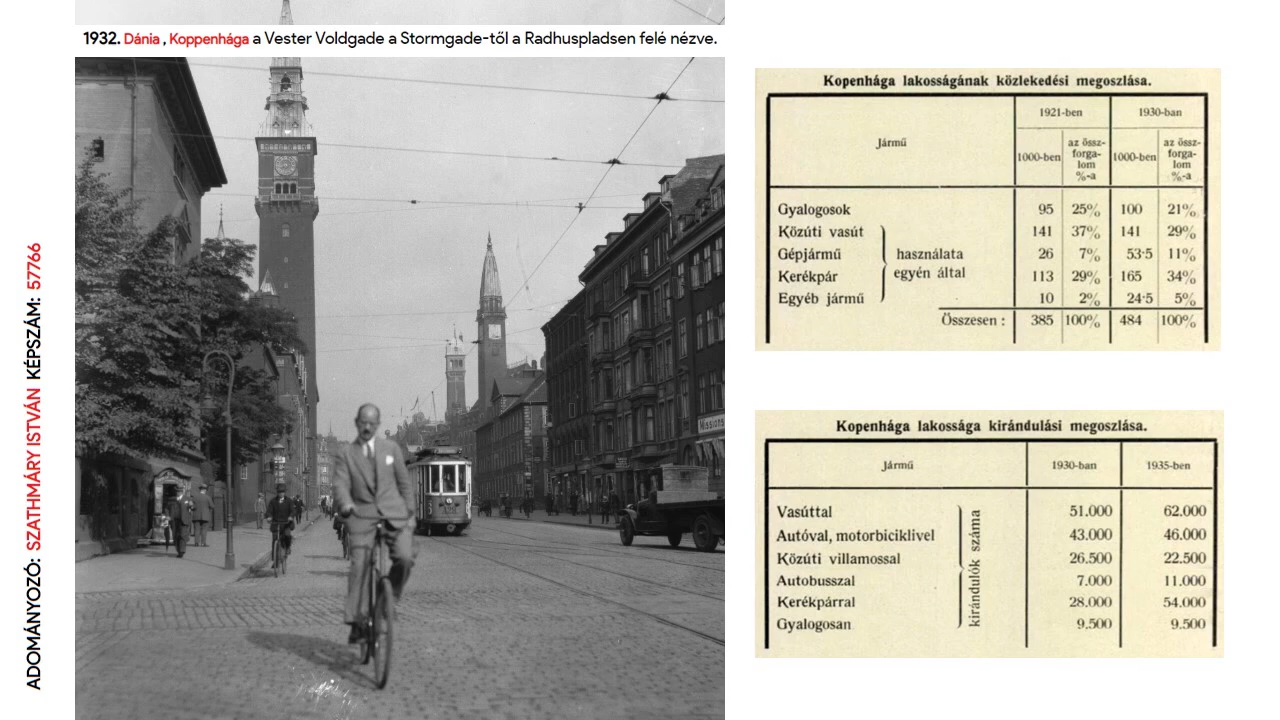 1932. Dánia , Koppenhága a Vester Voldgade a Stormgade-től a Radhuspladsen felé nézve.
ADOMÁNYOZÓ: SZATHMÁRY ISTVÁN KÉPSZÁM: 57766
Missions
Kopenhága lakosságának közlekedési megoszlása.
Jármű 1921-ben 1930-ban
1000-ben az össz-forga-lom %-a 1000-ben az össz-forga-lom %-a
Gyalogosok 95 25% 100 21%
Közúti vasút 141 37% 141 29%
Gépjármű 26 7% 53·5 11%
Kerékpár 113 29% 165 34%
Egyéb jármű 10 2% 24·5 5%
használata
egyén által
Összesen : 385 100% 484 100%
Kopenhága lakossága kirándulási megoszlása.
Jármű 1930-ban 1935-ben
Vasúttal 51.000 62.000
Autóval, motorbiciklivel 43.000 46.000
Közúti villamossal 26.500 22.500
Autobusszal 7.000 11.000
Kerékpárral 28.000 54.000
Gyalogosan 9.500 9.500
kirándulók száma